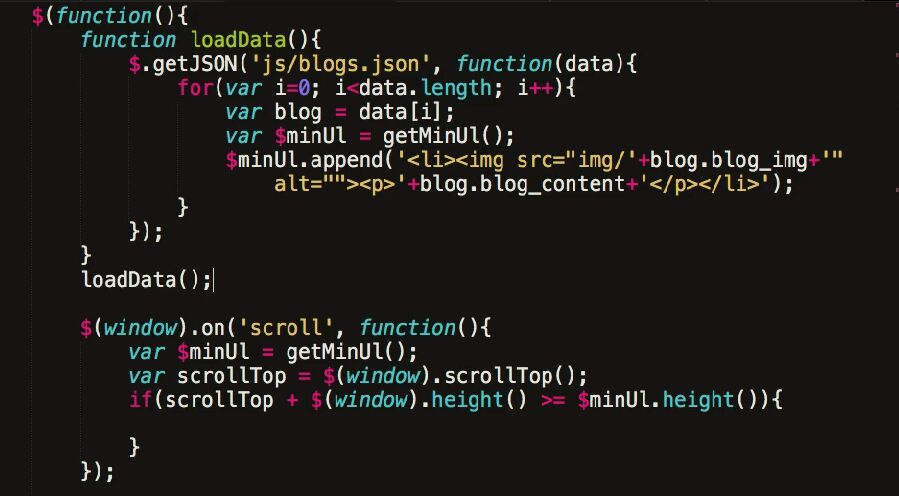 $(function(){
    function loadData(){
        $.getJSON('js/blogs.json', function(data){
            for(var i=0; i<data.length; i++){
                var blog = data[i];
                var $minUl = getMinUl();
                $minUl.append('<li><img src="img/'+blog.blog_img+'"
                    alt=""><p>'+blog.blog_content+'</p></li>');
            }
        });
    }
    loadData();
    $(window).on('scroll', function(){
        var $minUl = getMinUl();
        var scrollTop = $(window).scrollTop();
        if(scrollTop + $(window).height() >= $minUl.height()){
        }
    });